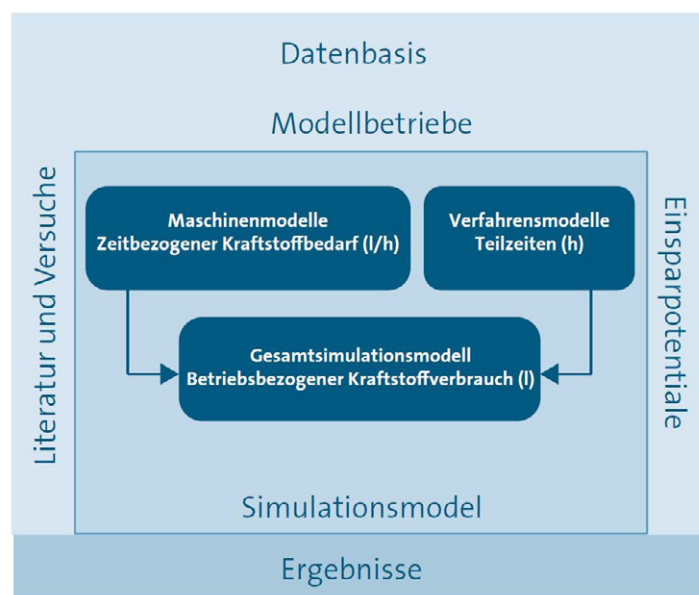 Datenbasis
Modellbetriebe
Literatur und Versuche
Maschinenmodelle
Zeitbezogener Kraftstoffbedarf (l/h)
Verfahrensmodelle
Teilzeiten (h)
Einsparpotentiale
Gesamtsimulationsmodell
Betriebsbezogener Kraftstoffverbrauch (l)
Simulationsmodel
Ergebnisse